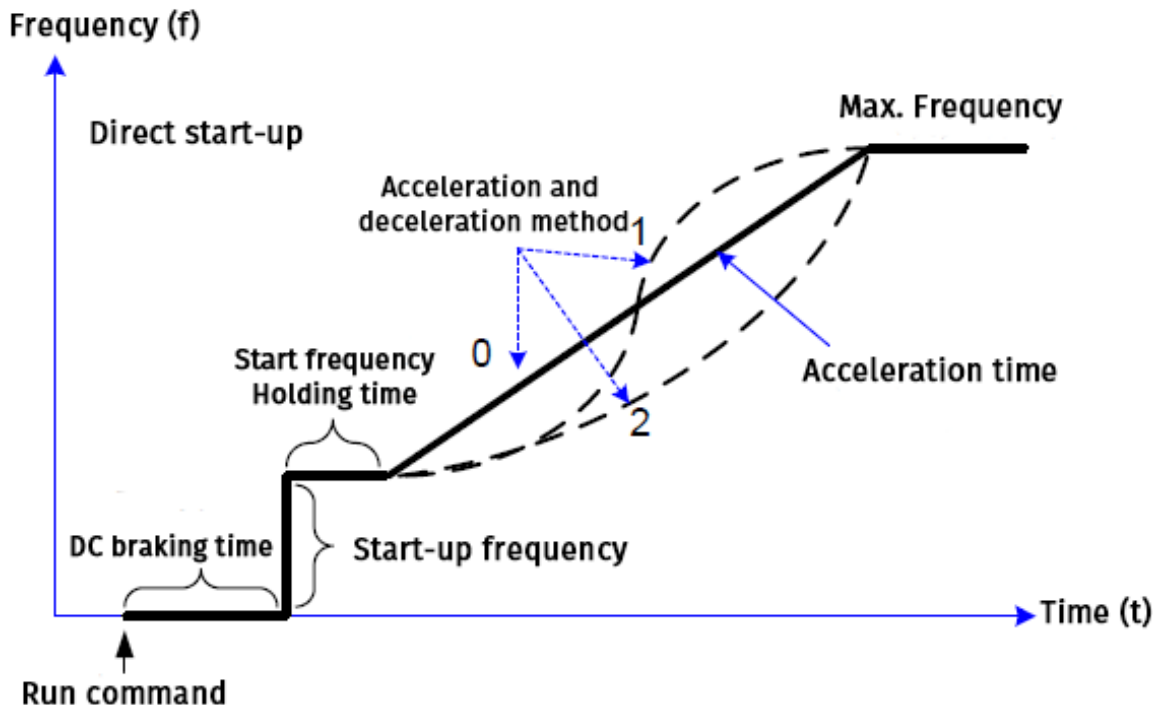 Frequency (f)
Direct start-up
Max. Frequency
Acceleration and
deceleration method
1
0
Start frequency
Holding time
Acceleration time
2
DC braking time
Start-up frequency
Time (t)
Run command